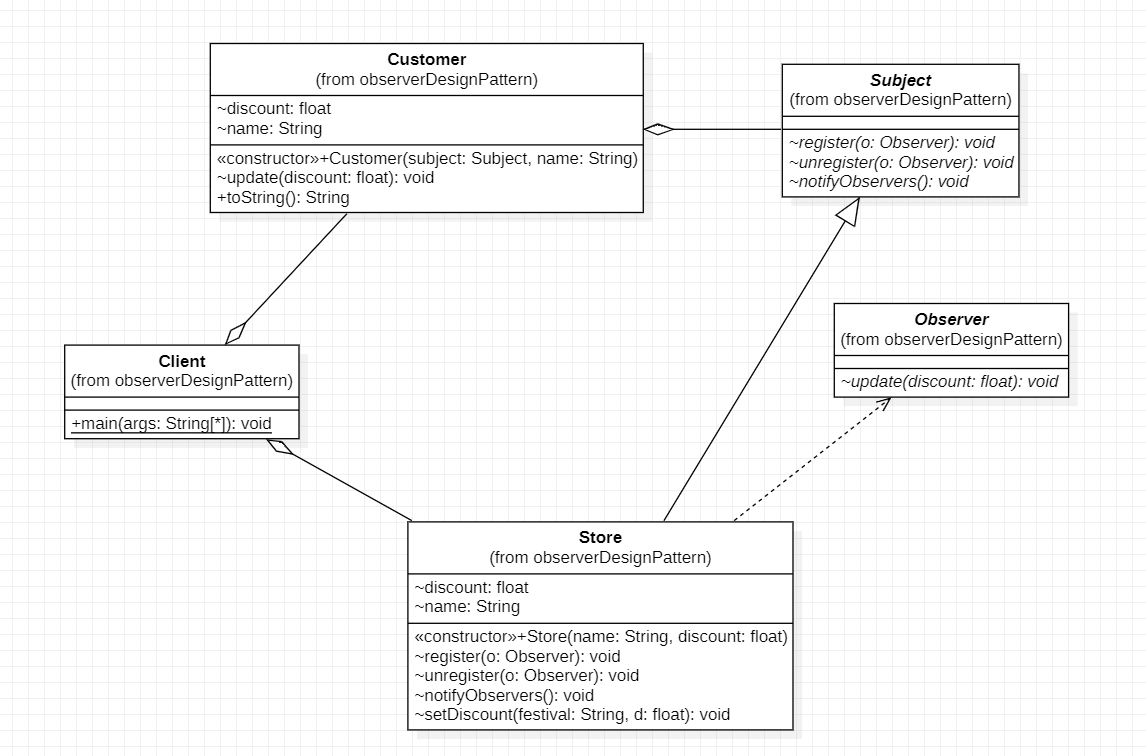 Customer
(from observerDesignPattern)
~discount: float
~name: String
«constructor»+Customer(subject: Subject, name: String)
~update(discount: float): void
+toString(): String
Subject
(from observerDesignPattern)
~register(o: Observer): void
~unregister(o: Observer): void
~notifyObservers(): void
Observer
(from observerDesignPattern)
~update(discount: float): void
Client
(from observerDesignPattern)
+main(args: String[*]): void
Store
(from observerDesignPattern)
~discount: float
~name: String
«constructor»+Store(name: String, discount: float)
~register(o: Observer): void
~unregister(o: Observer): void
~notifyObservers(): void
~setDiscount(festival: String, d: float): void